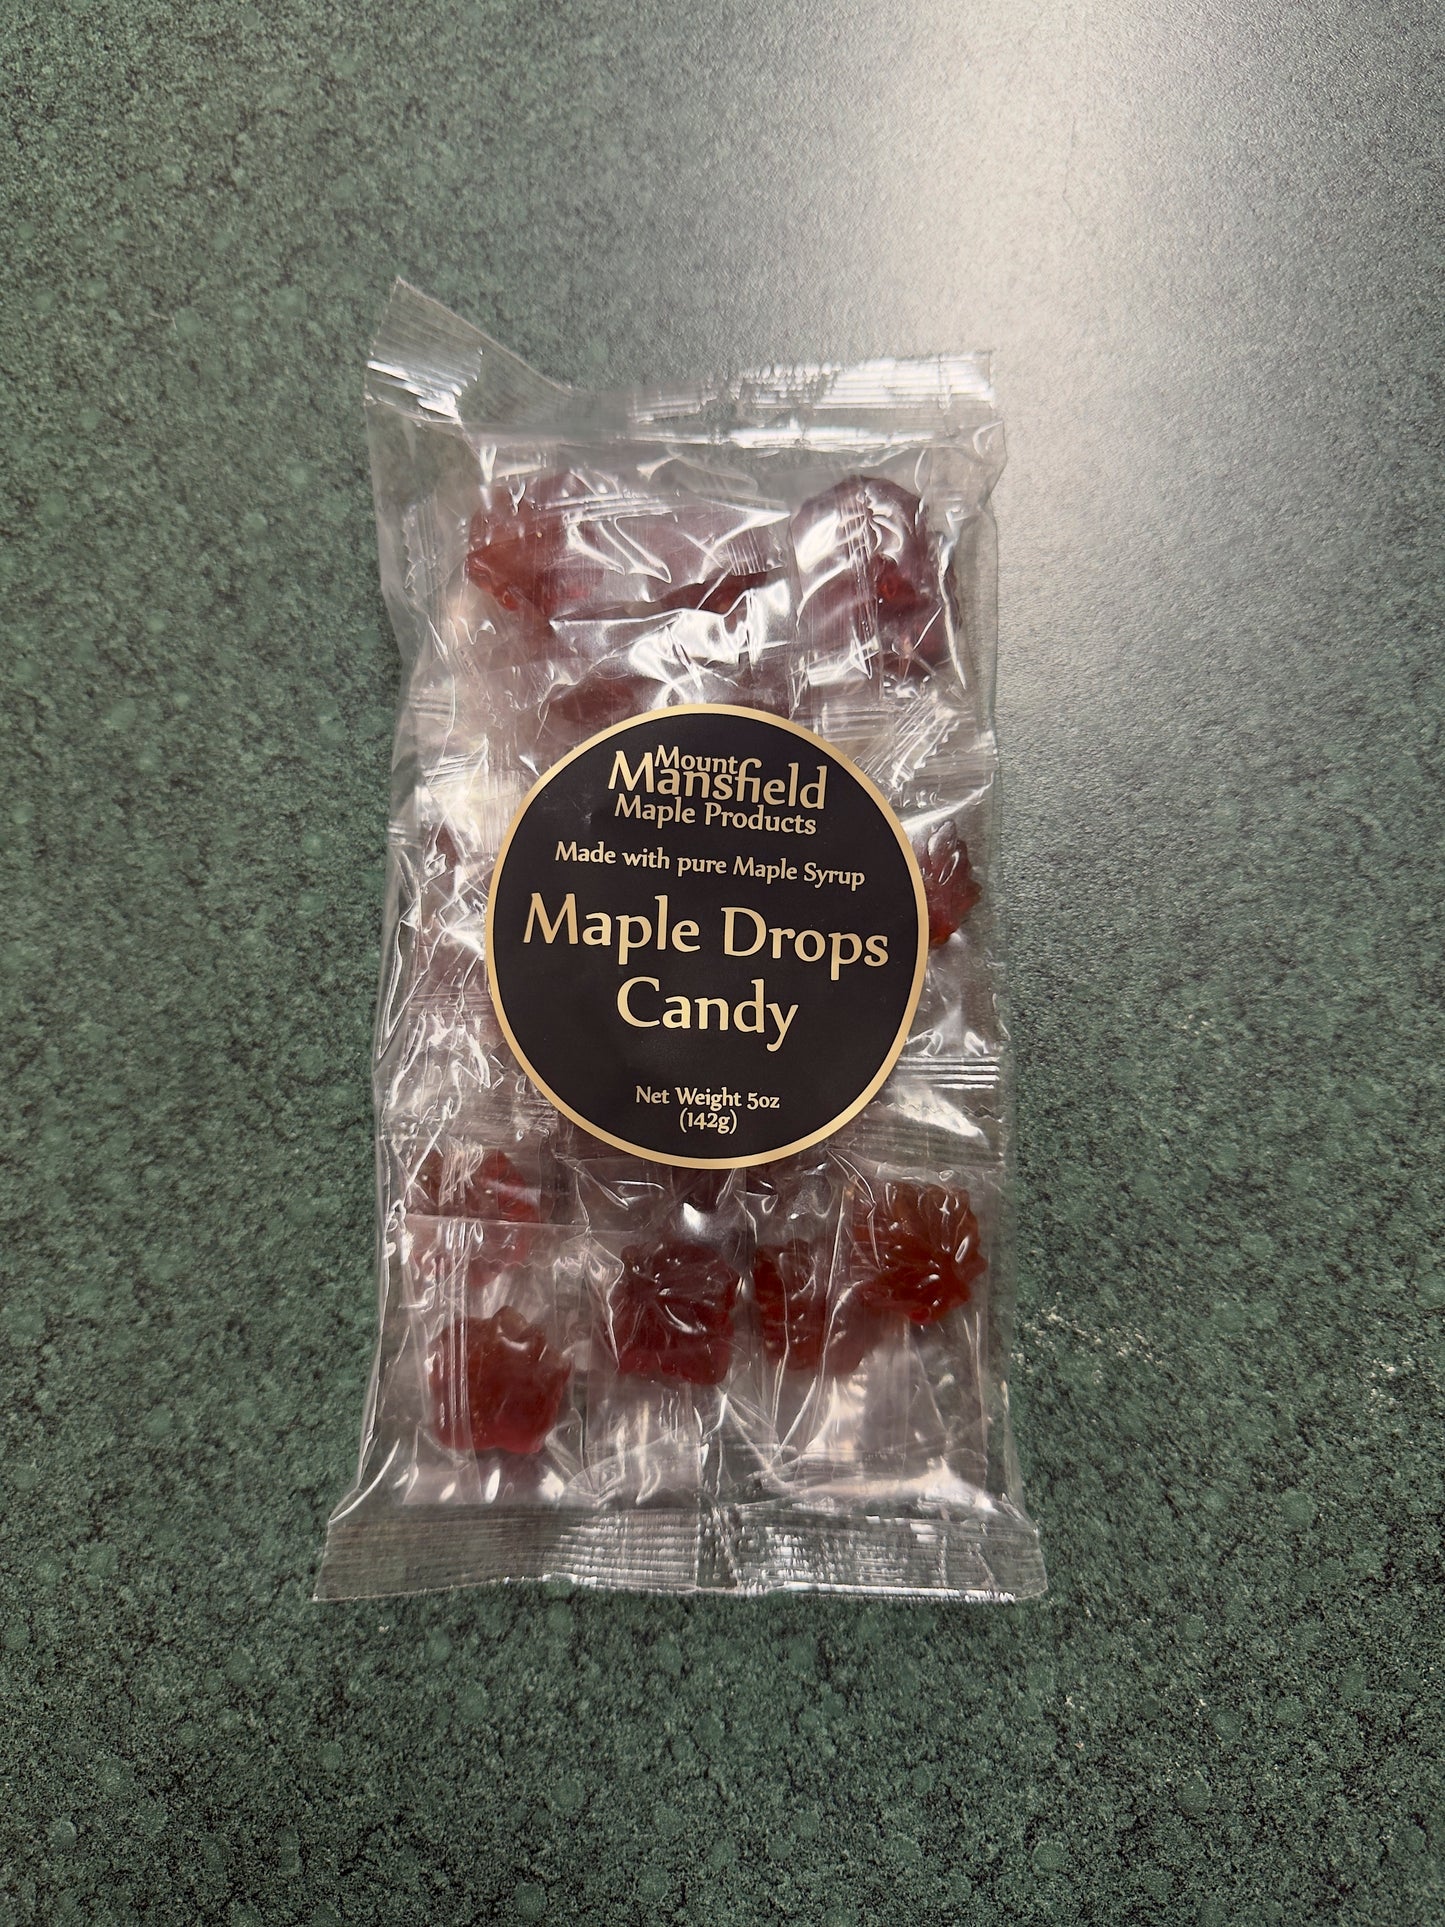 Mount
Mansfield
Maple Products
Made with pure Maple Syrup
Maple Drops
Candy
Net Weight 5oz
(142g)